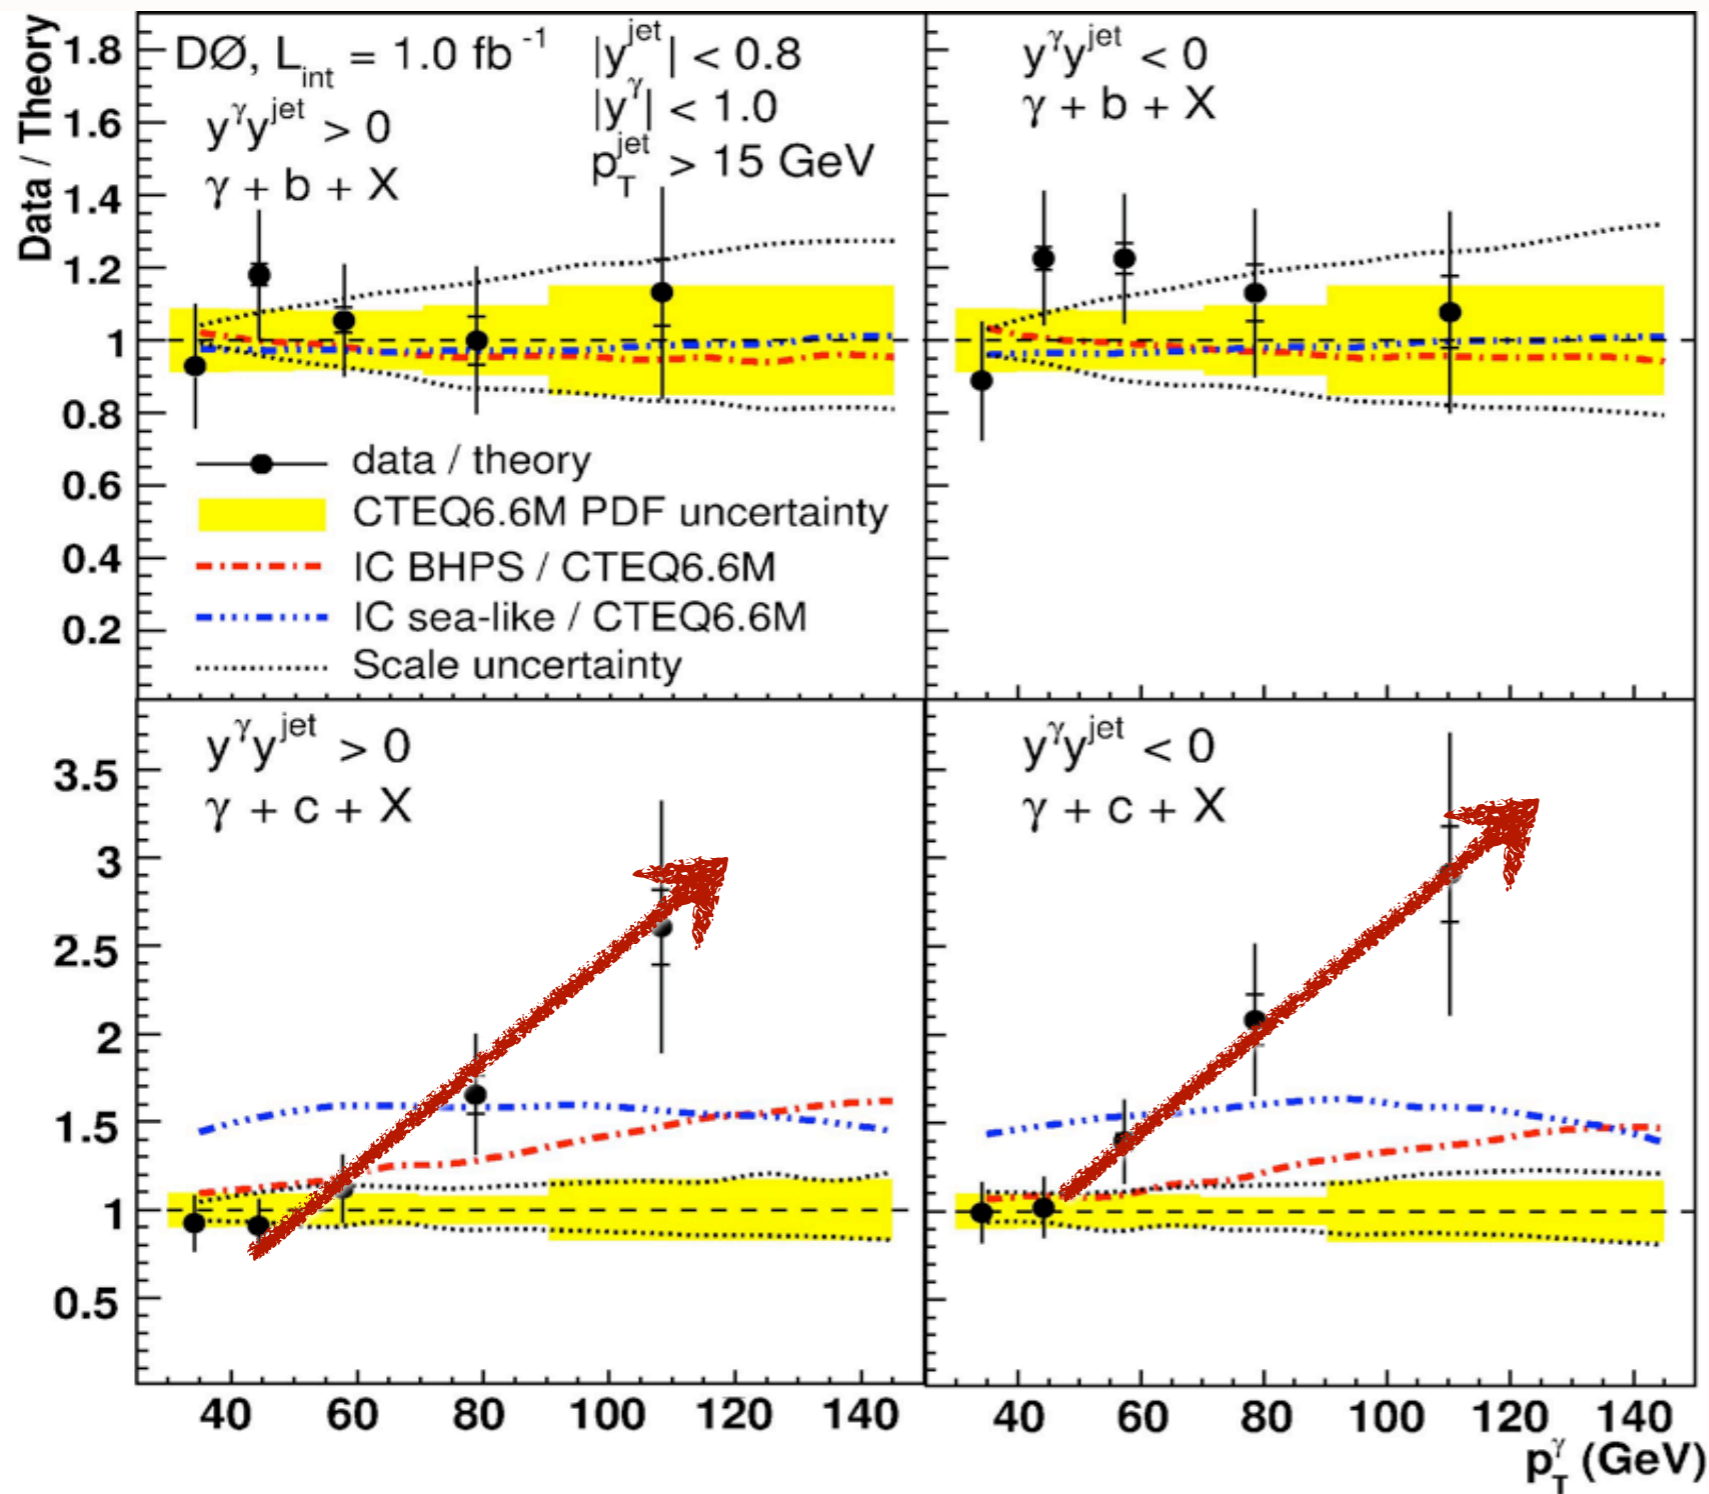 Data / Theory
DØ, L_int = 1.0 fb⁻¹
y^γ y^jet > 0
γ + b + X
|y^jet| < 0.8
|y^γ| < 1.0
p_T^jet > 15 GeV
1.8
1.6
1.4
1.2
1
0.8
0.6
0.4
0.2
data / theory
CTEQ6.6M PDF uncertainty
IC BHPS / CTEQ6.6M
IC sea-like / CTEQ6.6M
Scale uncertainty
y^γ y^jet < 0
γ + b + X
y^γ y^jet > 0
γ + c + X
3.5
3
2.5
2
1.5
1
0.5
40 60 80 100 120 140
y^γ y^jet < 0
γ + c + X
40 60 80 100 120 140
p_T^γ (GeV)